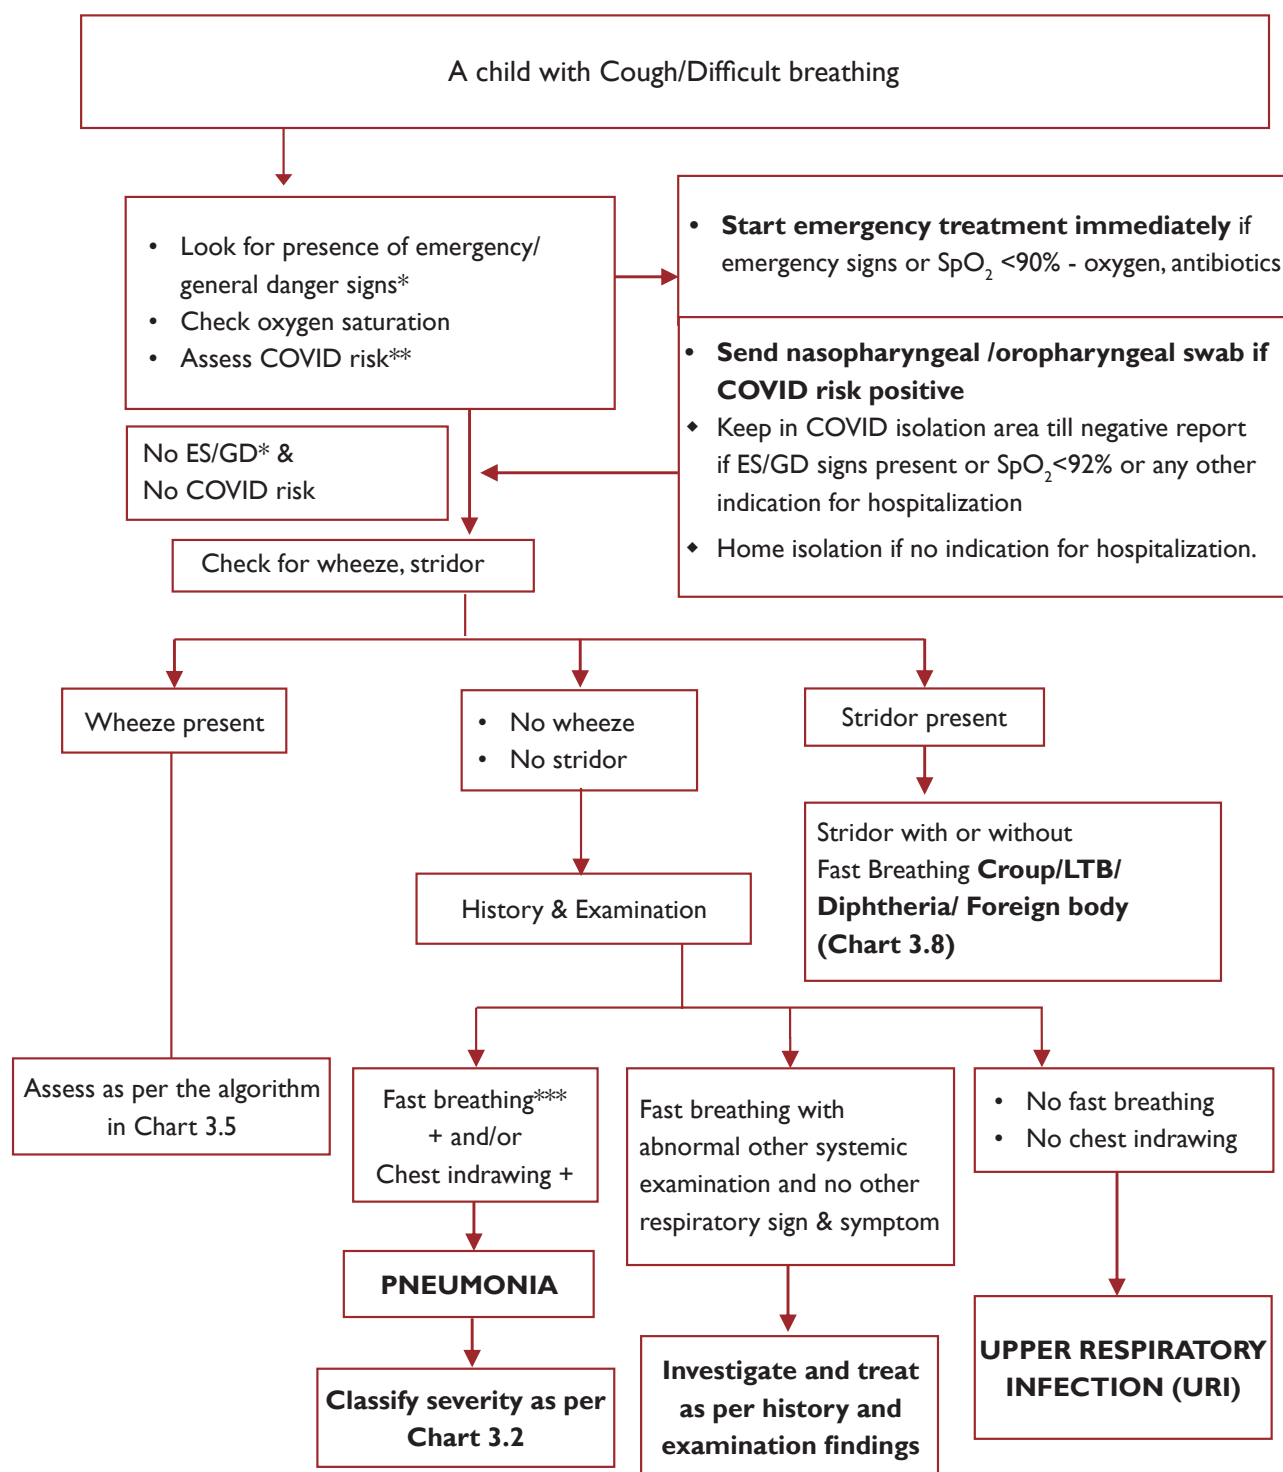 A child with Cough/Difficult breathing
• Look for presence of emergency/
general danger signs*
• Check oxygen saturation
• Assess COVID risk**
• Start emergency treatment immediately if
emergency signs or SpO₂ <90% - oxygen, antibiotics
• Send nasopharyngeal /oropharyngeal swab if
COVID risk positive
◆ Keep in COVID isolation area till negative report
if ES/GD signs present or SpO₂<92% or any other
indication for hospitalization
◆ Home isolation if no indication for hospitalization.
No ES/GD* &
No COVID risk
Check for wheeze, stridor
Wheeze present
• No wheeze
• No stridor
Stridor present
Stridor with or without
Fast Breathing Croup/LTB/
Diphtheria/ Foreign body
(Chart 3.8)
History & Examination
Assess as per the algorithm
in Chart 3.5
Fast breathing***
+ and/or
Chest indrawing +
Fast breathing with
abnormal other systemic
examination and no other
respiratory sign & symptom
• No fast breathing
• No chest indrawing
PNEUMONIA
Classify severity as per
Chart 3.2
Investigate and treat
as per history and
examination findings
UPPER RESPIRATORY
INFECTION (URI)